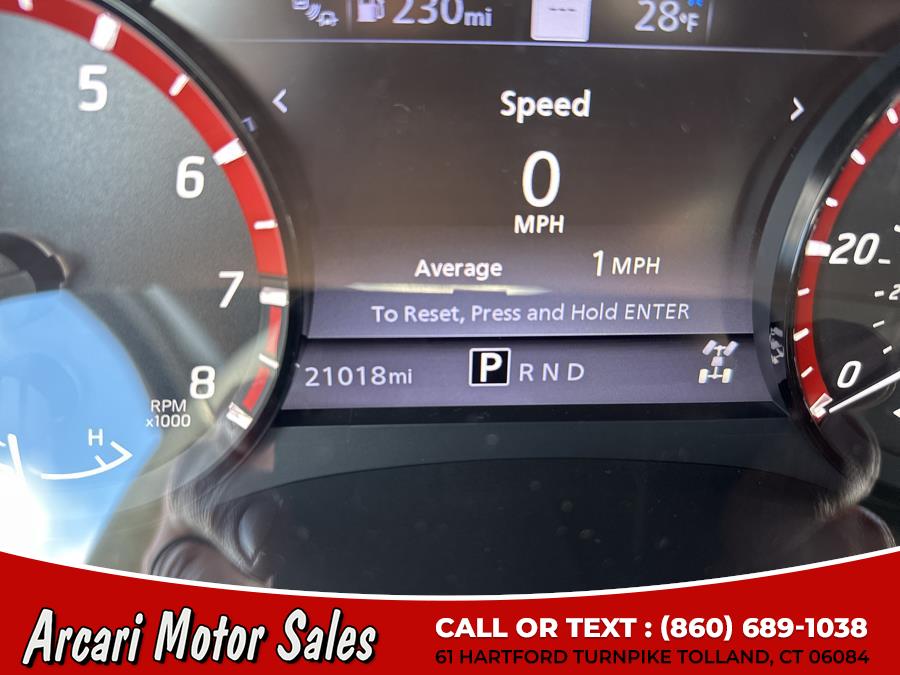 230mi
---
28°F
5
Speed
6
0
MPH
20
Average 1 MPH
7
To Reset, Press and Hold ENTER
21018mi P R N D
8
0
RPM
x1000
H
Arcari Motor Sales
CALL OR TEXT : (860) 689-1038
61 HARTFORD TURNPIKE TOLLAND, CT 06084